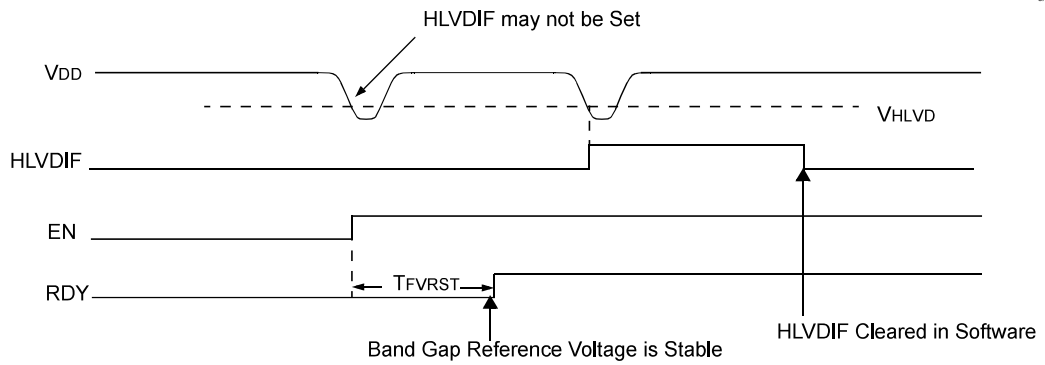 HLVDIF may not be Set
VDD
VHLVD
HLVDIF
EN
TFVRST
RDY
HLVDIF Cleared in Software
Band Gap Reference Voltage is Stable